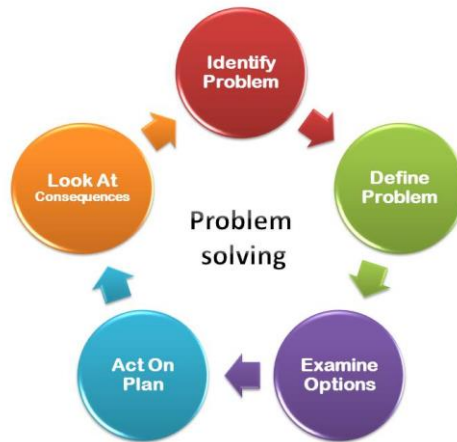 Identify
Problem
Define
Problem
Examine
Options
Act On
Plan
Look At
Consequences
Problem
solving